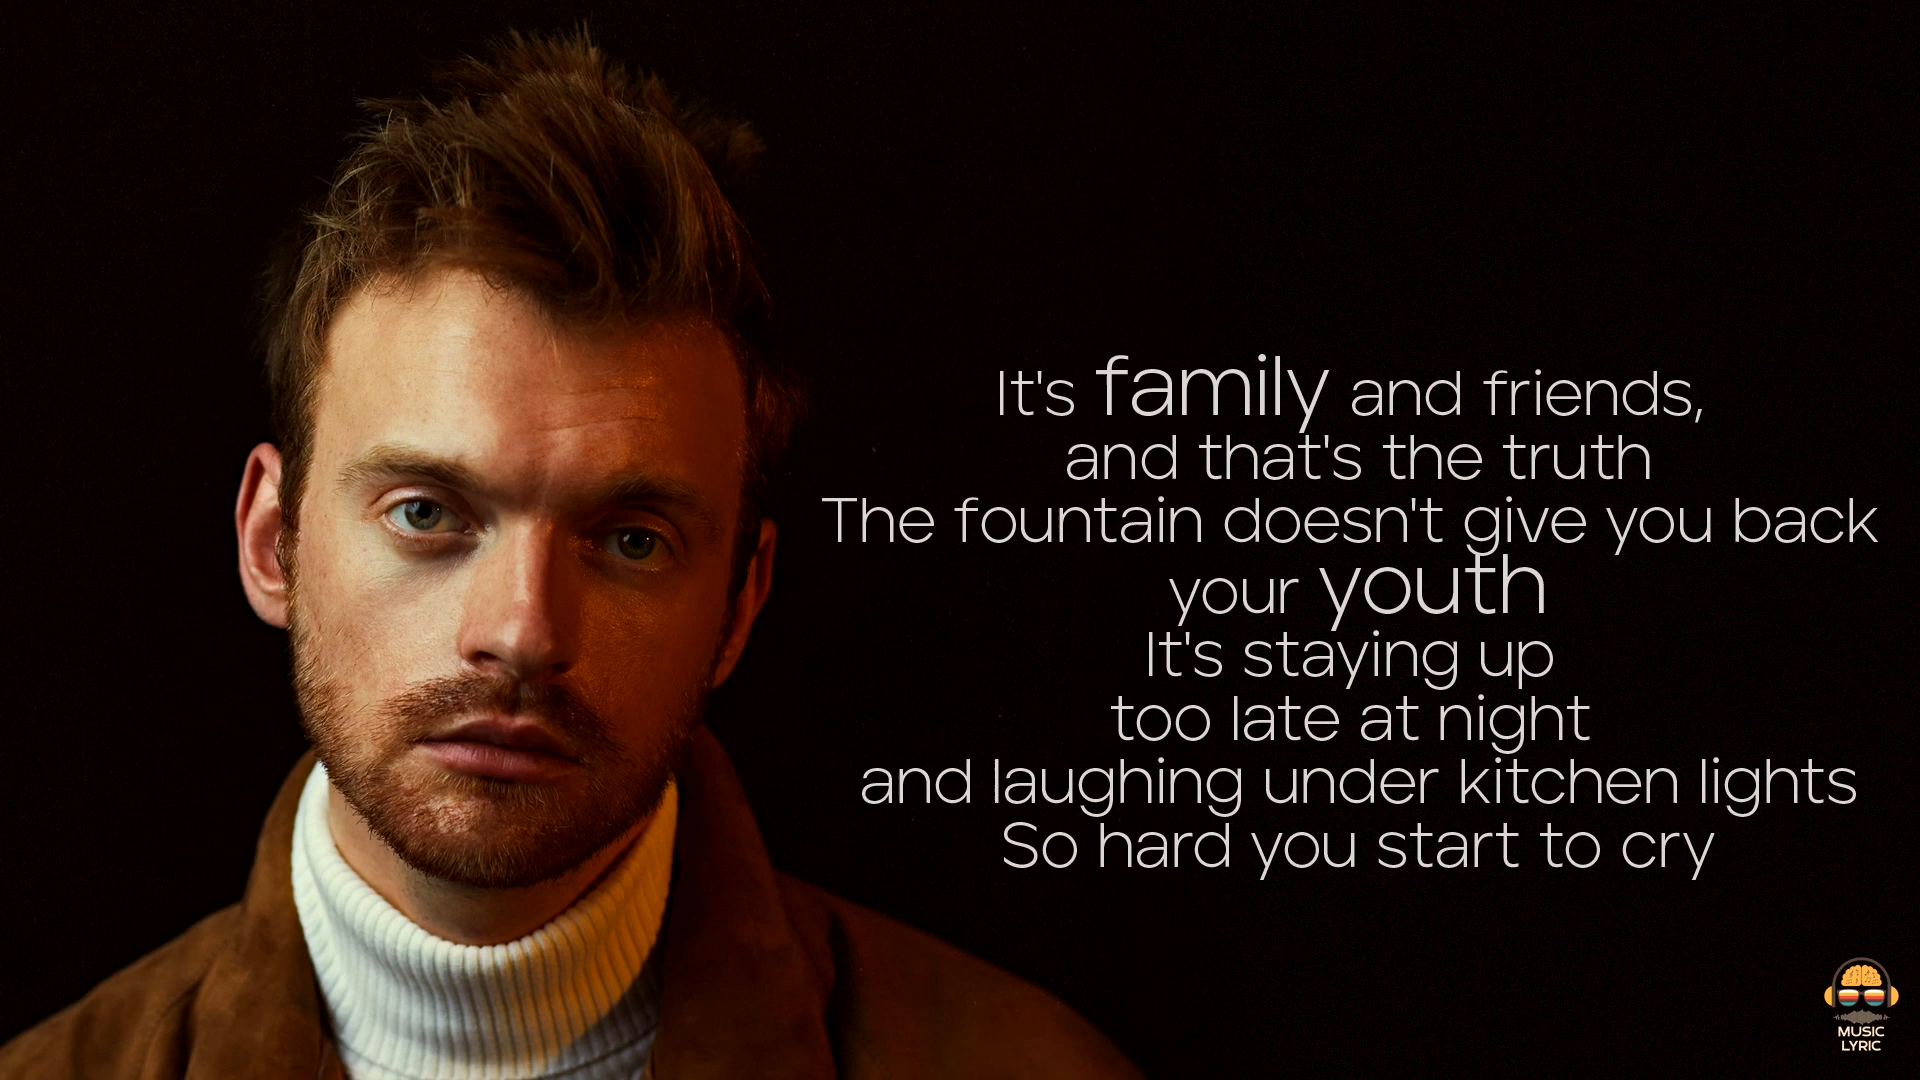 It's family and friends,
and that's the truth
The fountain doesn't give you back
your youth
It's staying up
too late at night
and laughing under kitchen lights
So hard you start to cry
MUSIC
LYRIC